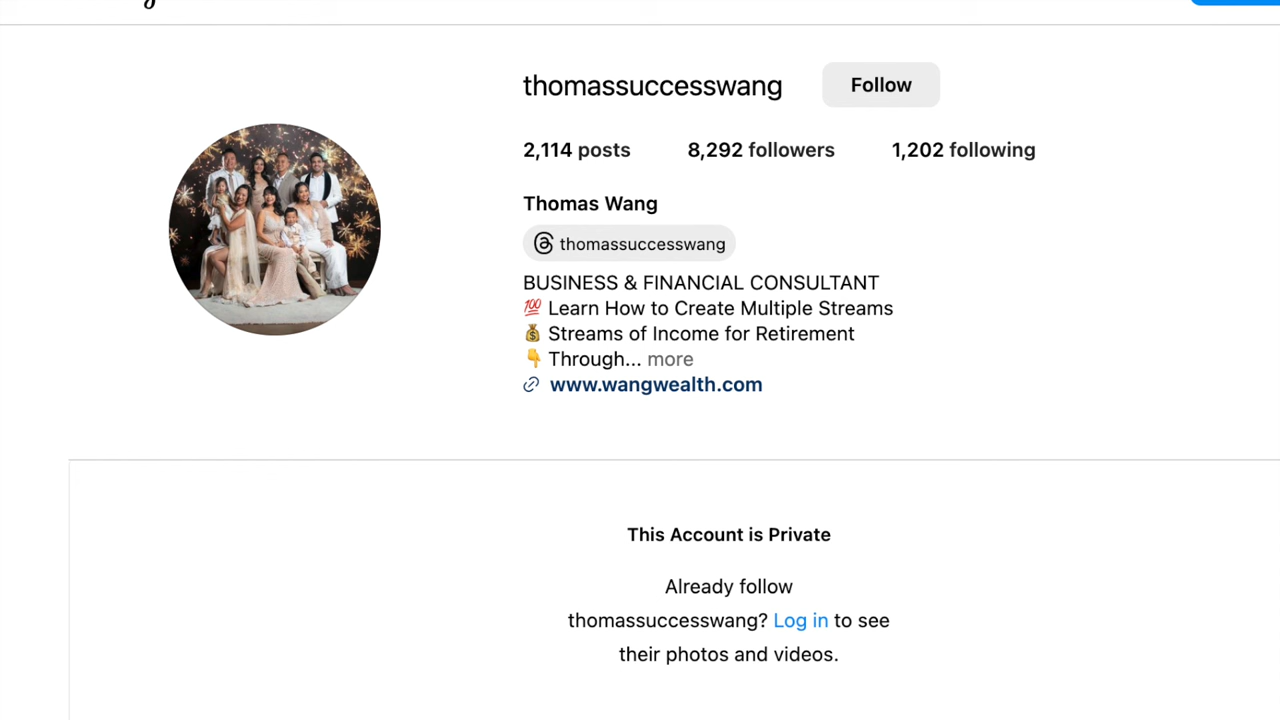 thomassuccesswang Follow
2,114 posts 8,292 followers 1,202 following
Thomas Wang
thomassuccesswang
BUSINESS & FINANCIAL CONSULTANT
💯 Learn How to Create Multiple Streams
💰 Streams of Income for Retirement
👇 Through... more
www.wangwealth.com
This Account is Private
Already follow
thomassuccesswang? Log in to see
their photos and videos.